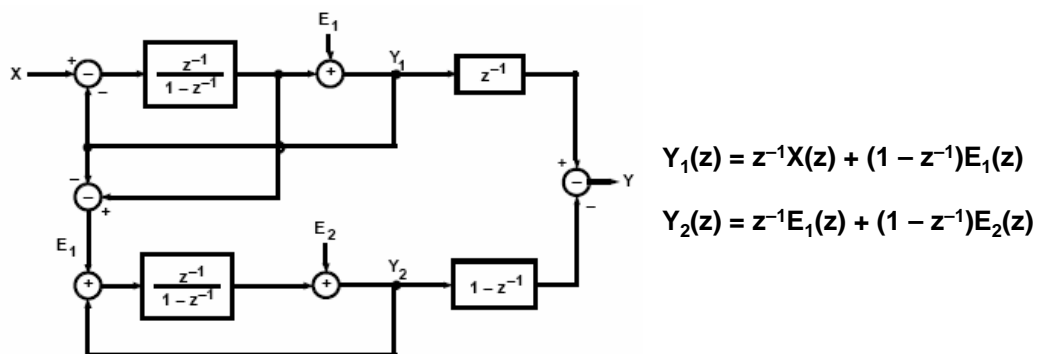 E₁
X
+
–
–
z⁻¹
1 – z⁻¹
+
Y₁
z⁻¹
–
–
+
+
–
–
Y
Y₁(z) = z⁻¹X(z) + (1 – z⁻¹)E₁(z)
Y₂(z) = z⁻¹E₁(z) + (1 – z⁻¹)E₂(z)
E₁
E₂
+
z⁻¹
1 – z⁻¹
+
Y₂
1 – z⁻¹